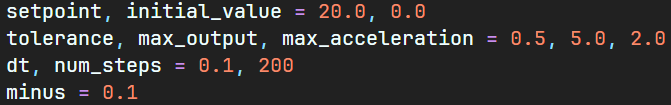 setpoint, initial_value = 20.0, 0.0
tolerance, max_output, max_acceleration = 0.5, 5.0, 2.0
dt, num_steps = 0.1, 200
minus = 0.1